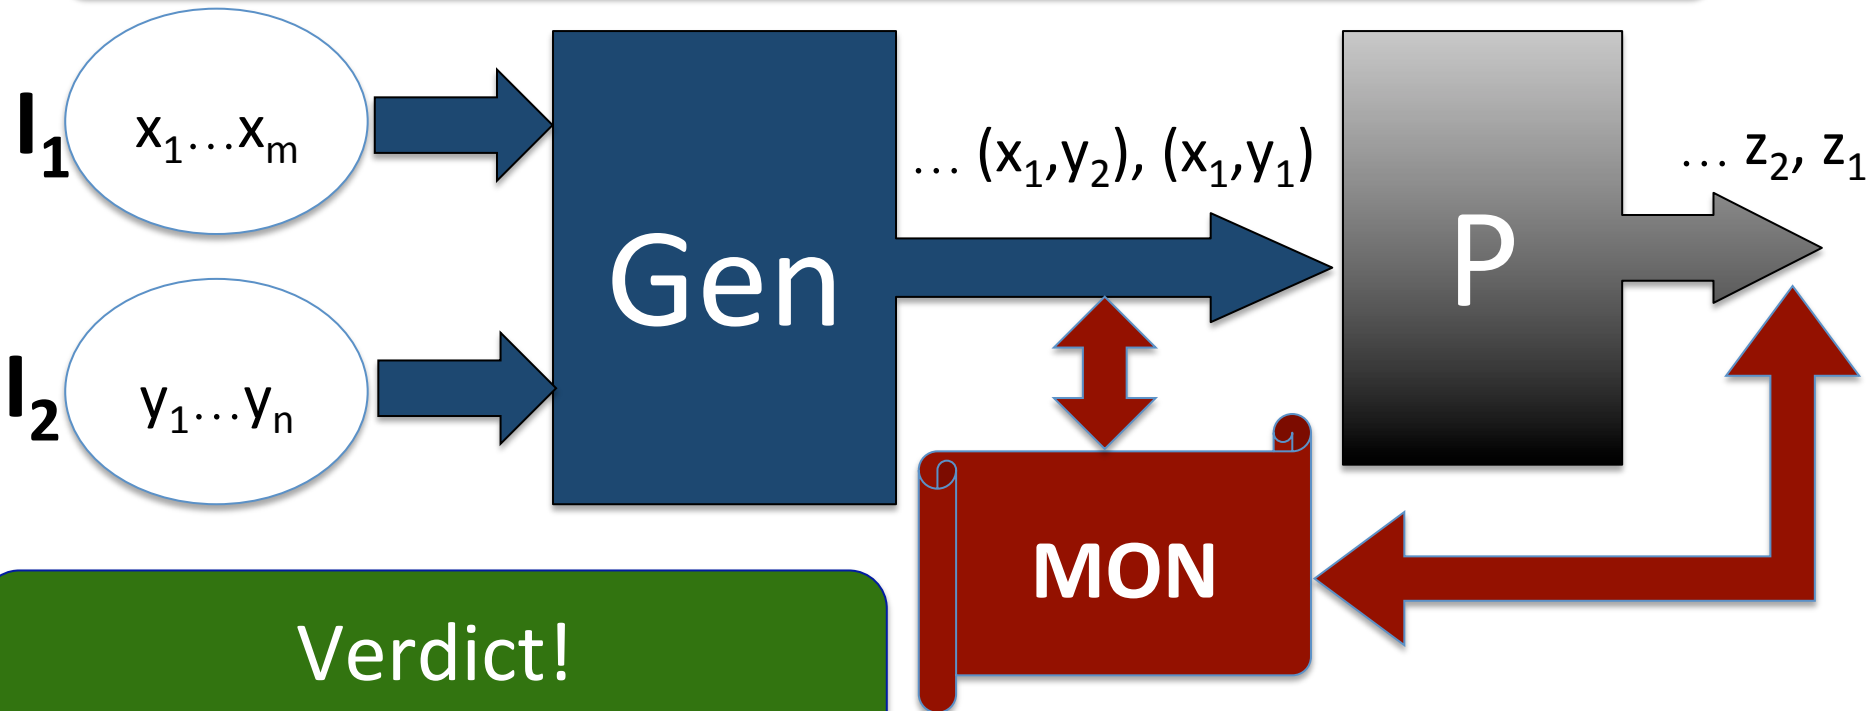 I₁
x₁…xₘ
Gen
… (x₁,y₂), (x₁,y₁)
P
… z₂, z₁
I₂
y₁…yₙ
MON
Verdict!